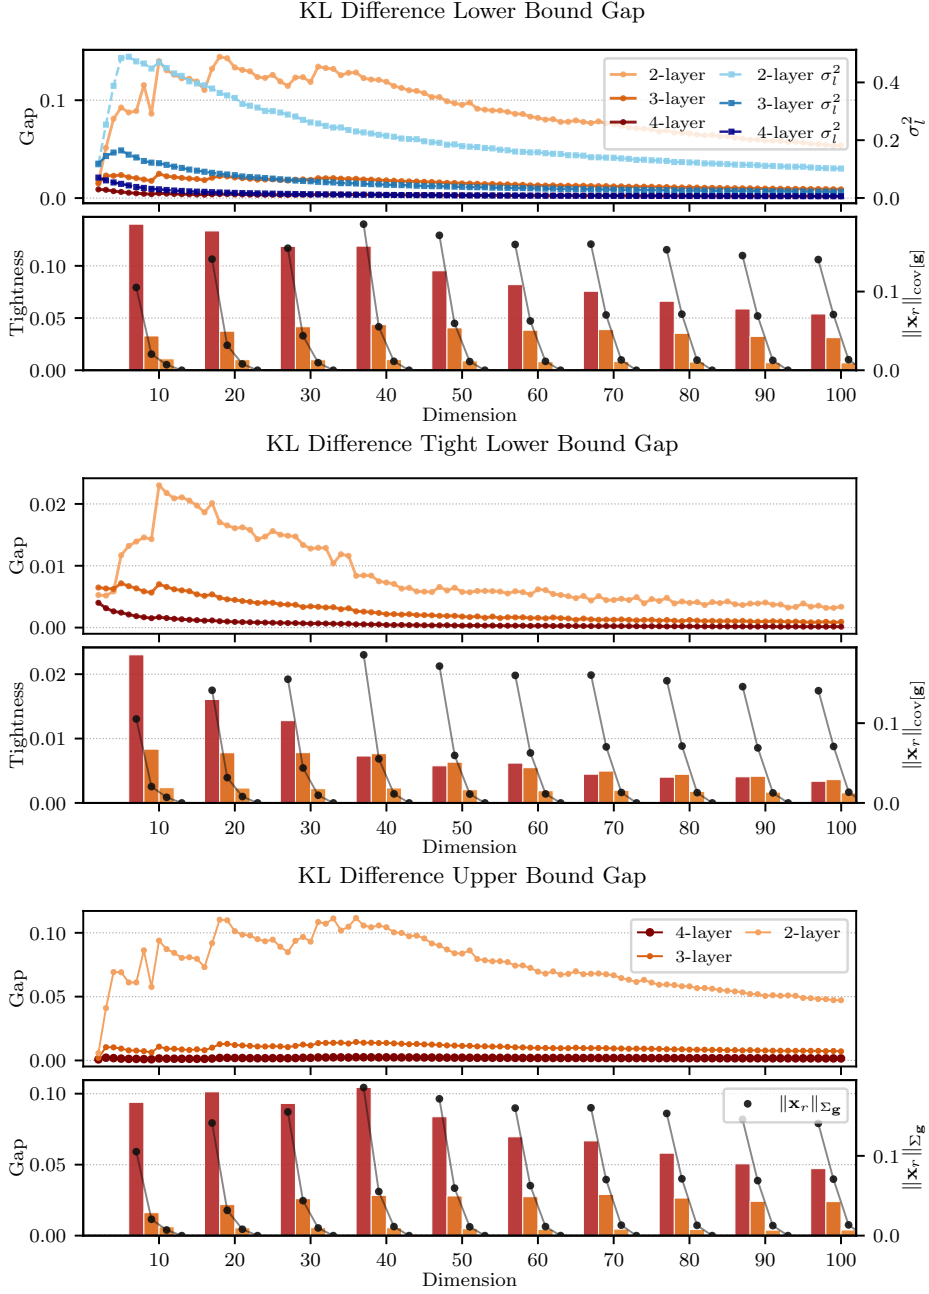 KL Difference Lower Bound Gap
Gap
0.1
0.0
2-layer
3-layer
4-layer
2-layer σ_l^2
3-layer σ_l^2
4-layer σ_l^2
0.4
0.2
0.0
σ_l^2
Tightness
0.10
0.05
0.00
0.1
0.0
‖x_r‖_cov[g]
10 20 30 40 50 60 70 80 90 100
Dimension
KL Difference Tight Lower Bound Gap
Gap
0.02
0.01
0.00
Tightness
0.02
0.01
0.00
0.1
0.0
‖x_r‖_cov[g]
10 20 30 40 50 60 70 80 90 100
Dimension
KL Difference Upper Bound Gap
Gap
0.10
0.05
0.00
4-layer
3-layer
2-layer
Gap
0.10
0.05
0.00
‖x_r‖_Σ_g
0.1
0.0
‖x_r‖_Σ_g
10 20 30 40 50 60 70 80 90 100
Dimension